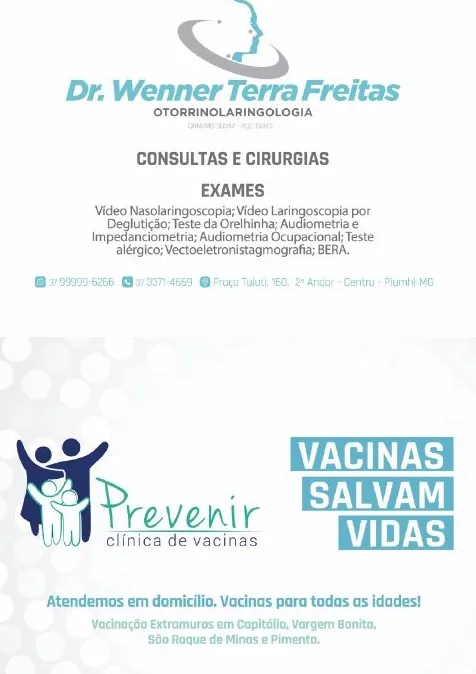 Dr. Wenner Terra Freitas
OTORRINOLARINGOLOGIA
CONSULTAS E CIRURGIAS
EXAMES
Vídeo Nasolaringoscopia; Vídeo Laringoscopia por
Deglutição; Teste da Orelhinha; Audiometria e
Impedanciometria; Audiometria Ocupacional; Teste
alérgico; Vectoeletronistagmografia; BERA.
37 99999-6266 37 3371-4669 Praça Tuiuti, 160, 2º Andar - Centro - Piumhi-MG
Prevenir
clínica de vacinas
VACINAS
SALVAM
VIDAS
Atendemos em domicílio. Vacinas para todas as idades!
Vacinação Extramuros em Capitólio, Vargem Bonita,
São Roque de Minas e Pimenta.